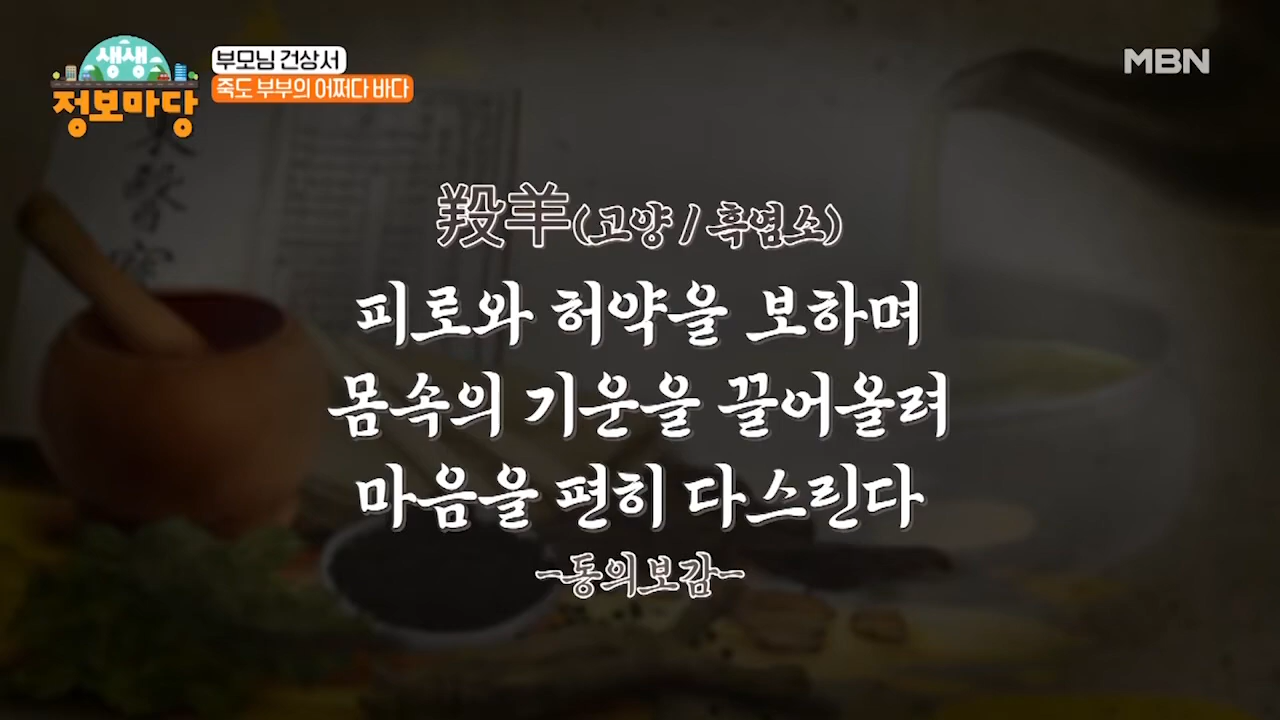 생생
정보마당
부모님 건상서
죽도 부부의 어쩌다 바다
MBN
羖羊(고양 / 흑염소)
피로와 허약을 보하며
몸속의 기운을 끌어올려
마음을 편히 다스린다
-동의보감-